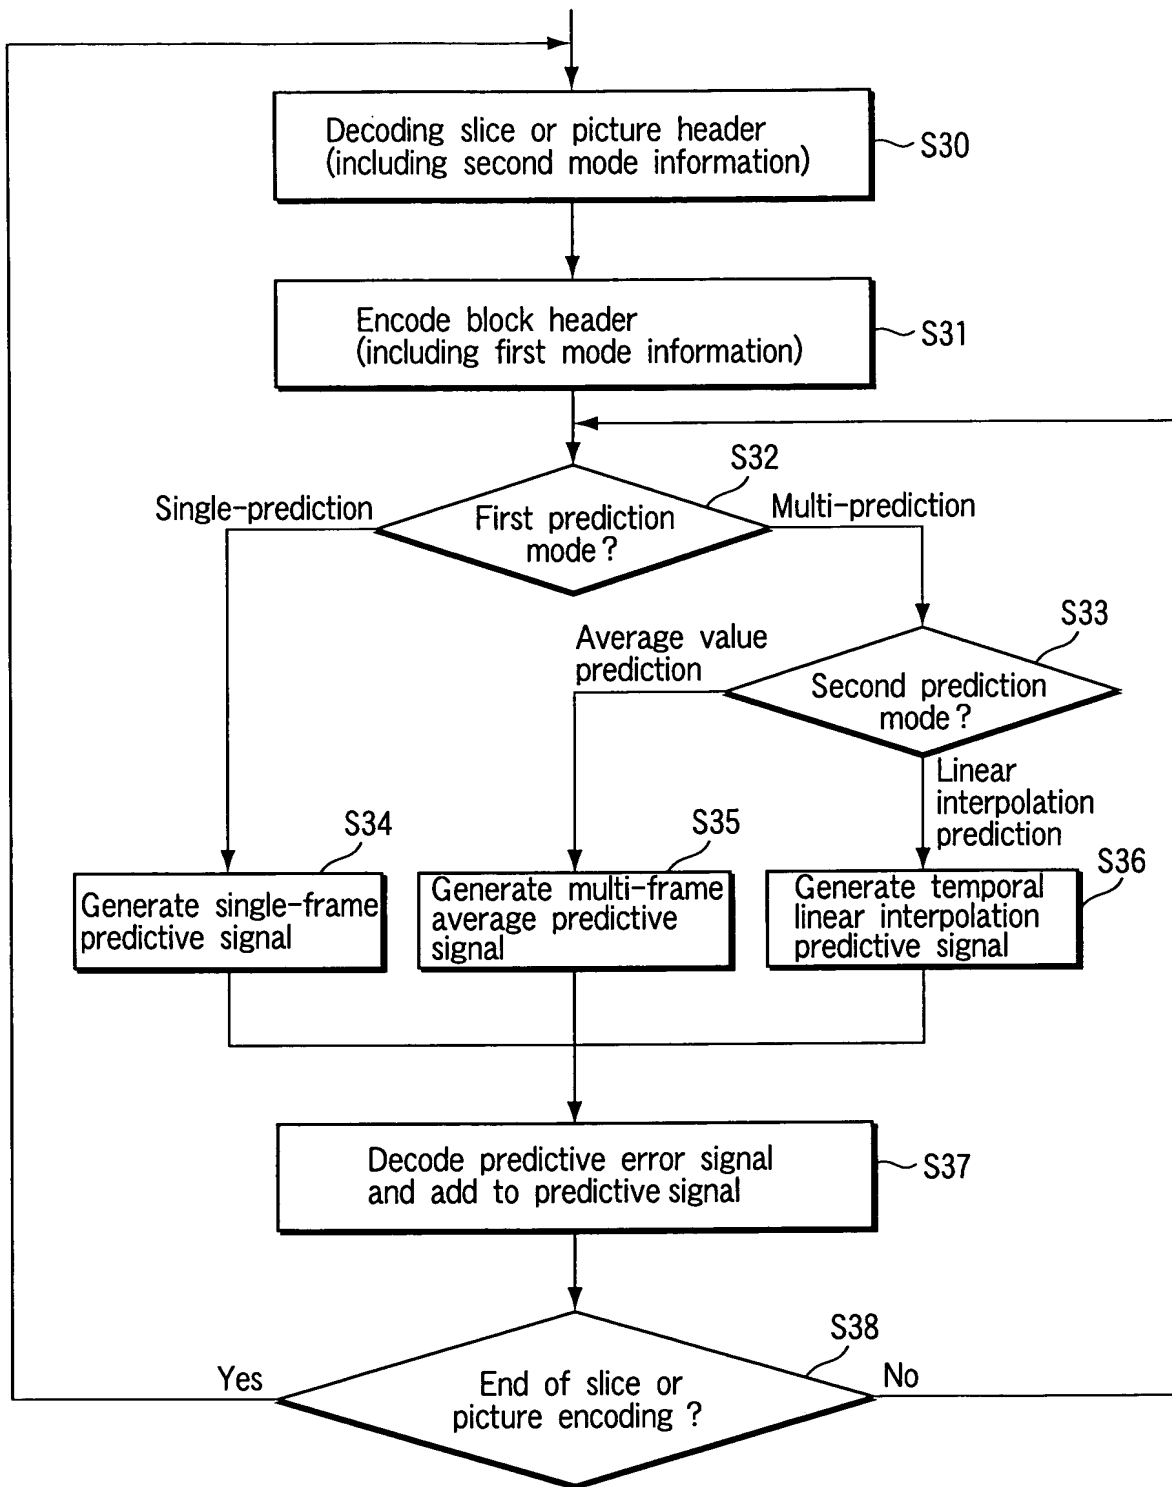 Decoding slice or picture header
(including second mode information)
S30
Encode block header
(including first mode information)
S31
S32
Single-prediction
Multi-prediction
First prediction
mode?
S33
Average value
prediction
Second prediction
mode?
Linear
interpolation
prediction
S34
S35
S36
Generate single-frame
predictive signal
Generate multi-frame
average predictive
signal
Generate temporal
linear interpolation
predictive signal
Decode predictive error signal
and add to predictive signal
S37
S38
Yes
No
End of slice or
picture encoding ?